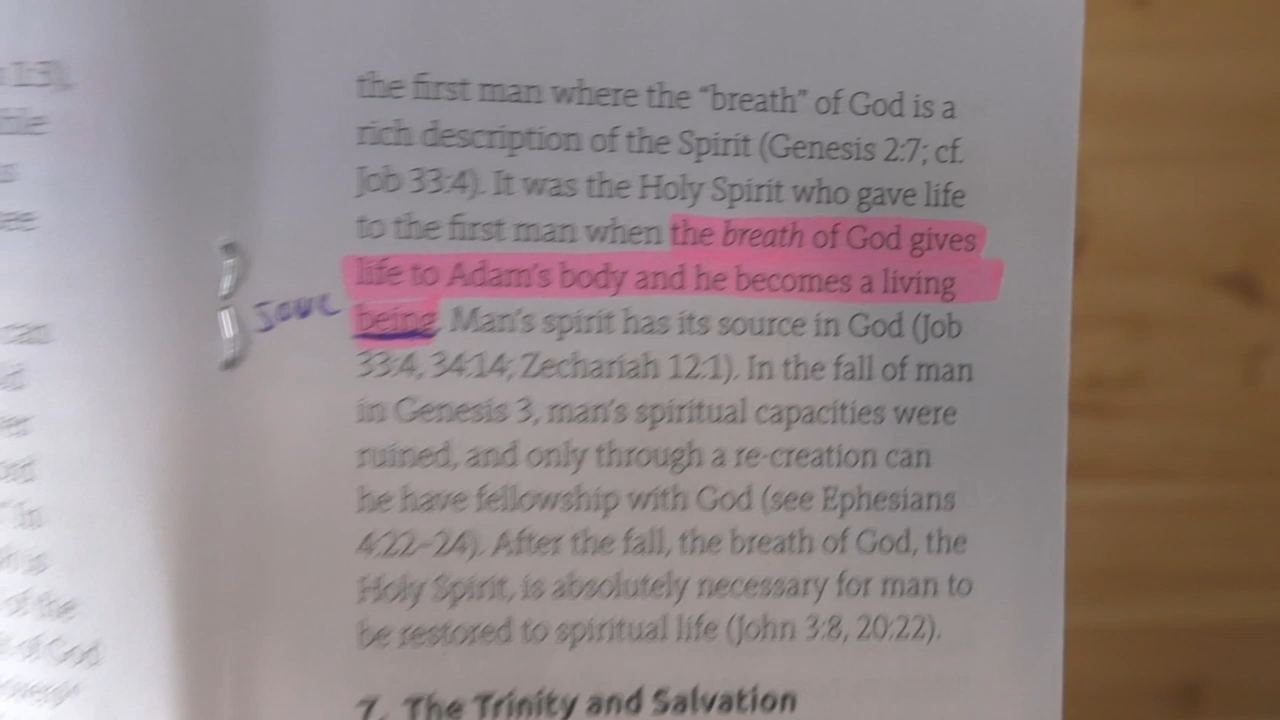 the first man where the “breath” of God is a
rich description of the Spirit (Genesis 2:7; cf.
Job 33:4). It was the Holy Spirit who gave life
to the first man when the breath of God gives
life to Adam's body and he becomes a living
being. Man's spirit has its source in God (Job
33:4, 34:14; Zechariah 12:1). In the fall of man
in Genesis 3, man's spiritual capacities were
ruined, and only through a re-creation can
he have fellowship with God (see Ephesians
4:22–24). After the fall, the breath of God, the
Holy Spirit, is absolutely necessary for man to
be restored to spiritual life (John 3:8, 20:22).
7. The Trinity and Salvation
1:3).
of the
of God